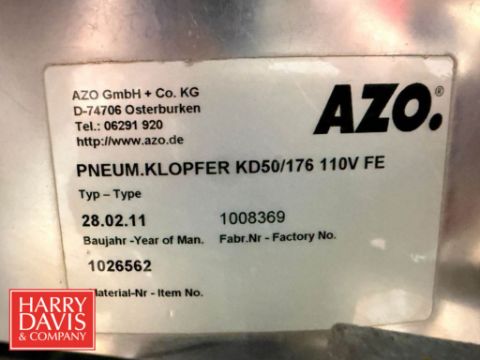 AZO GmbH + Co. KG
D-74706 Osterburken
Tel.: 06291 920
http://www.azo.de
AZO.®
PNEUM.KLOPFER KD50/176 110V FE
Typ – Type
28.02.11 1008369
Baujahr -Year of Man. Fabr.Nr - Factory No.
1026562
Material-Nr - Item No.
HARRY
DAVIS
& COMPANY